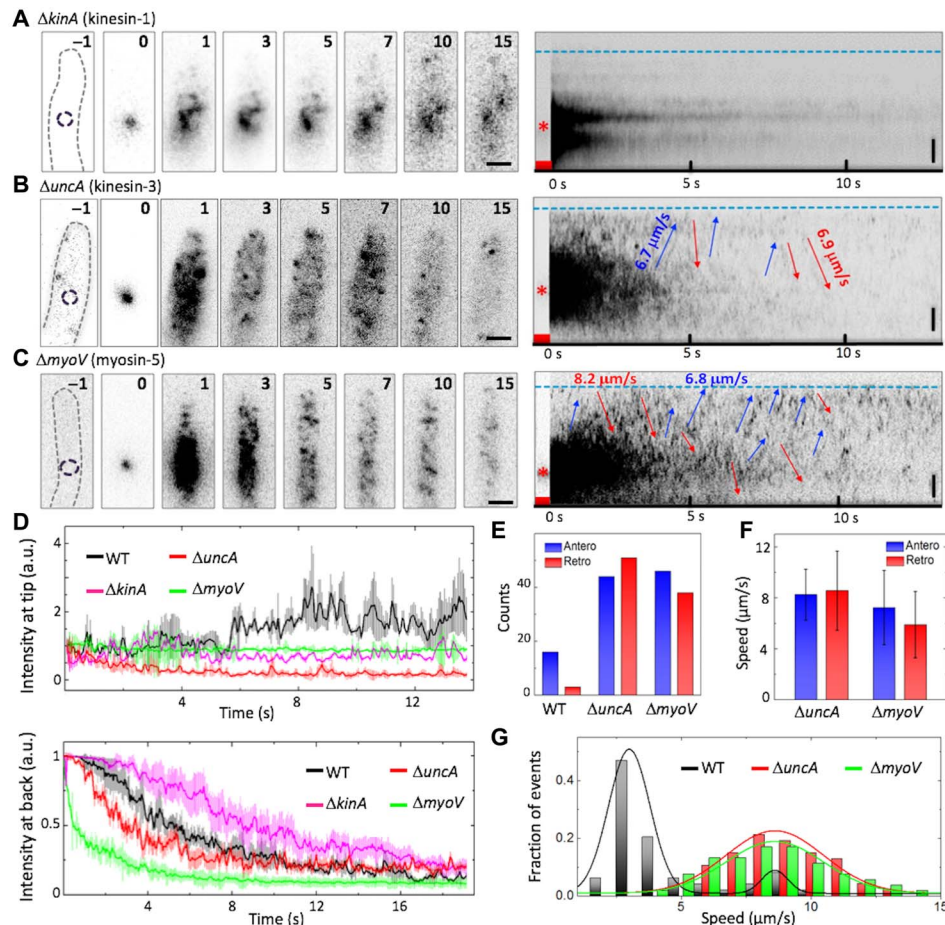 A
ΔkinA (kinesin-1)
−1 0 1 3 5 7 10 15
*
0 s 5 s 10 s
B
ΔuncA (kinesin-3)
−1 0 1 3 5 7 10 15
6.7 μm/s 6.9 μm/s
*
0 s 5 s 10 s
C
ΔmyoV (myosin-5)
−1 0 1 3 5 7 10 15
8.2 μm/s 6.8 μm/s
*
0 s 5 s 10 s
D
Intensity at tip (a.u.)
4
2
0
WT ΔuncA
ΔkinA ΔmyoV
4 8 12
Time (s)
Intensity at back (a.u.)
1
0.5
0
WT ΔuncA
ΔkinA ΔmyoV
4 8 12 16
Time (s)
E
Counts
40
20
0
Antero
Retro
WT ΔuncA ΔmyoV
F
Speed (μm/s)
12
8
4
0
Antero
Retro
ΔuncA ΔmyoV
G
Fraction of events
0.4
0.2
0.0
WT ΔuncA ΔmyoV
5 10 15
Speed (μm/s)